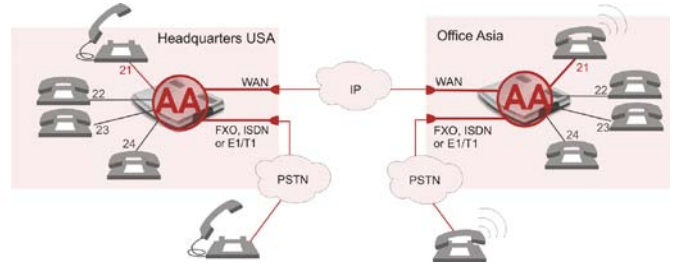 Headquarters USA
21
22
23
24
AA
WAN
FXO, ISDN
or E1/T1
PSTN
IP
Office Asia
21
22
23
24
AA
WAN
FXO, ISDN
or E1/T1
PSTN